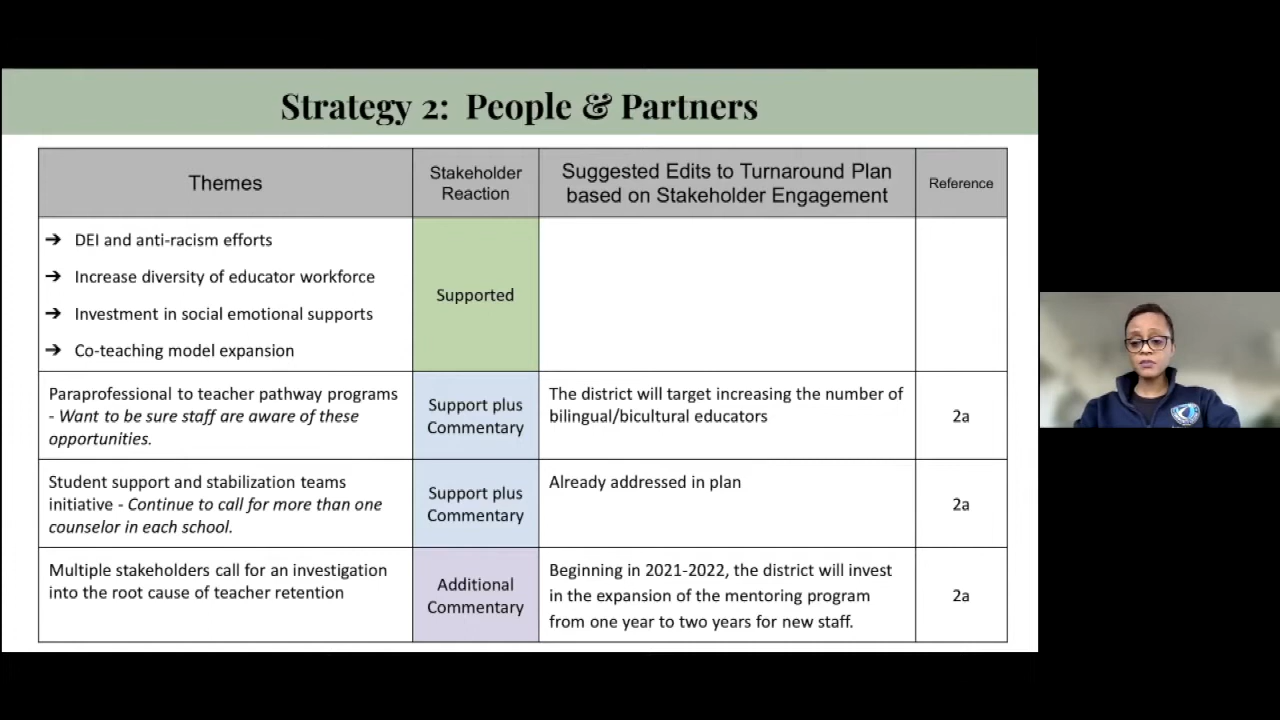 Strategy 2: People & Partners
Themes
Stakeholder
Reaction
Suggested Edits to Turnaround Plan
based on Stakeholder Engagement
Reference
➔ DEI and anti-racism efforts
➔ Increase diversity of educator workforce
➔ Investment in social emotional supports
➔ Co-teaching model expansion
Supported
Paraprofessional to teacher pathway programs
- Want to be sure staff are aware of these
opportunities.
Support plus
Commentary
The district will target increasing the number of
bilingual/bicultural educators
2a
Student support and stabilization teams
initiative - Continue to call for more than one
counselor in each school.
Support plus
Commentary
Already addressed in plan
2a
Multiple stakeholders call for an investigation
into the root cause of teacher retention
Additional
Commentary
Beginning in 2021-2022, the district will invest
in the expansion of the mentoring program
from one year to two years for new staff.
2a